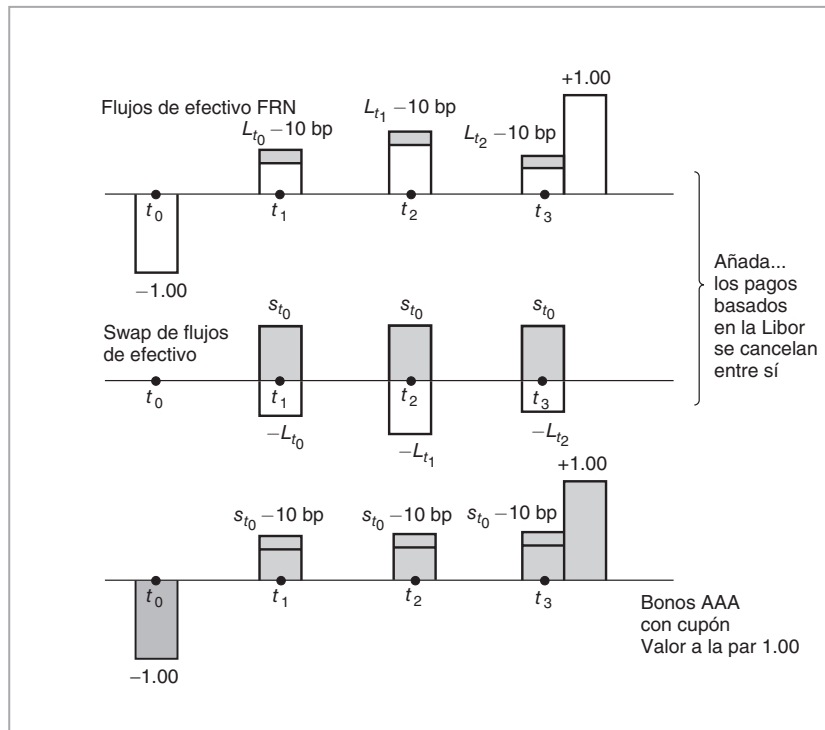 +1.00
Flujos de efectivo FRN
L_{t_0} −10 bp
L_{t_1} −10 bp
L_{t_2} −10 bp
t_0
t_1
t_2
t_3
−1.00
Añada...
los pagos
basados
en la Libor
se cancelan
entre sí
s_{t_0}
s_{t_0}
s_{t_0}
Swap de flujos
de efectivo
t_0
t_1
t_2
t_3
−L_{t_0}
−L_{t_1}
−L_{t_2}
+1.00
s_{t_0} −10 bp
s_{t_0} −10 bp
s_{t_0} −10 bp
t_0
t_1
t_2
t_3
Bonos AAA
con cupón
Valor a la par 1.00
−1.00